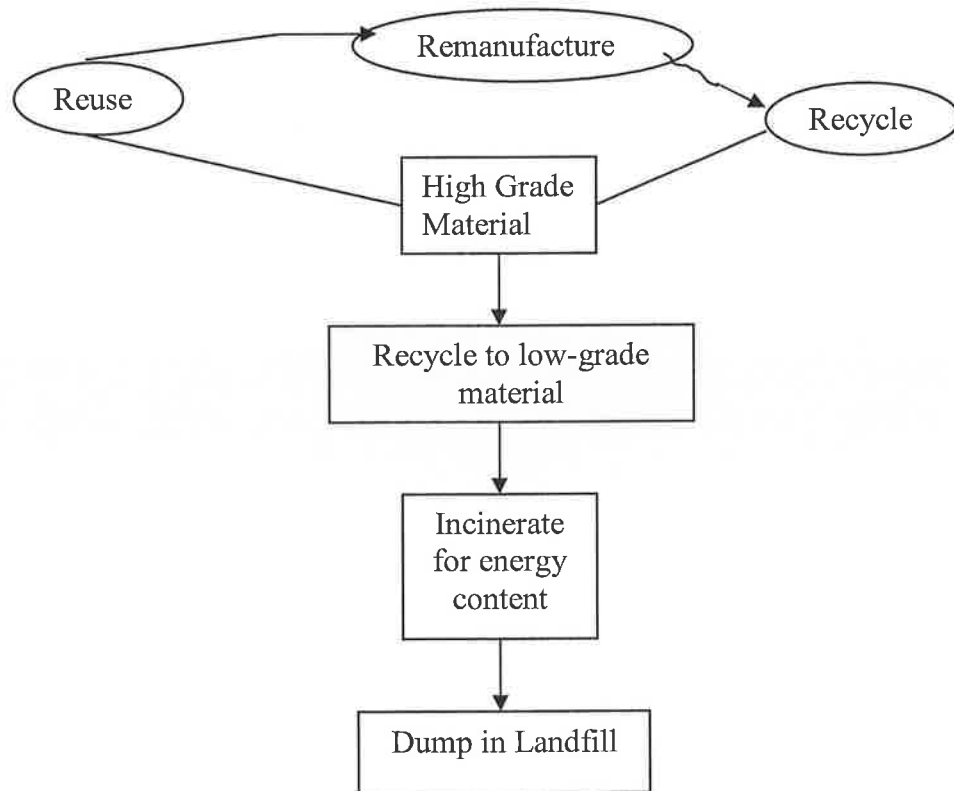 Remanufacture
Reuse
Recycle
High Grade
Material
Recycle to low-grade
material
Incinerate
for energy
content
Dump in Landfill